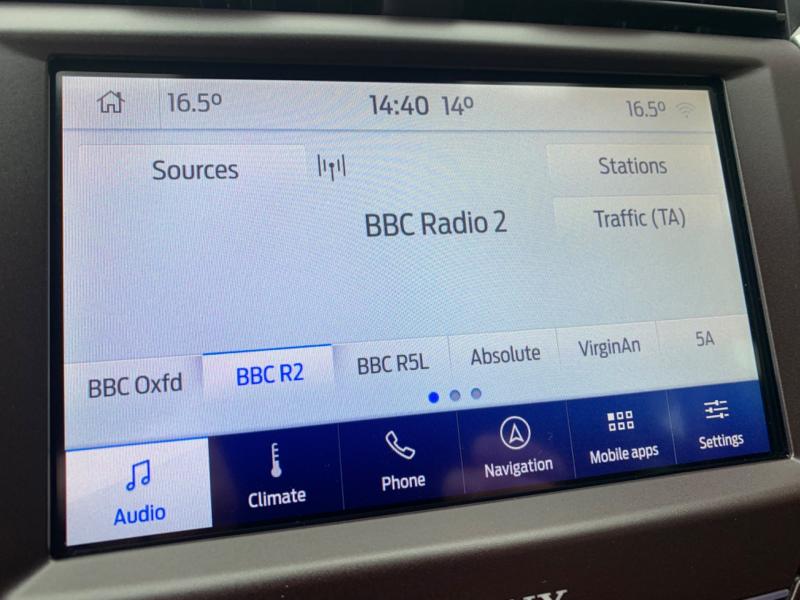 16.5° 14:40 14° 16.5°
Sources Stations
BBC Radio 2 Traffic (TA)
BBC Oxfd BBC R2 BBC R5L Absolute VirginAn 5A
Audio Climate Phone Navigation Mobile apps Settings